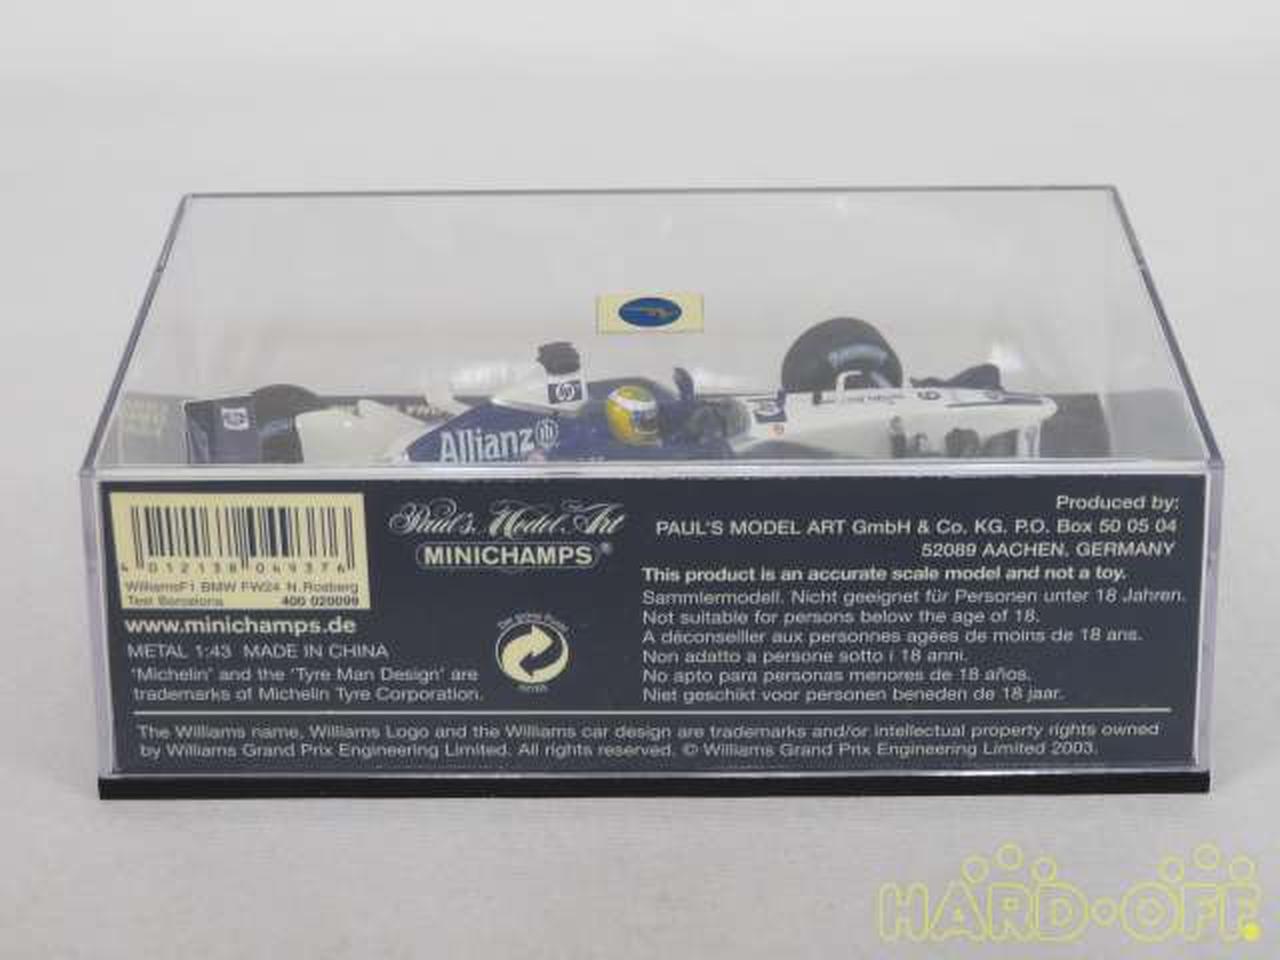 hp
Allianz
4 012138 049376
WilliamsF1 BMW FW24 N. Rosberg
Test Barcelona 400 020099
www.minichamps.de
METAL 1:43 MADE IN CHINA
'Michelin' and the 'Tyre Man Design' are
trademarks of Michelin Tyre Corporation.
Paul's Model Art
MINICHAMPS®
Der grüne Punkt
Produced by:
PAUL'S MODEL ART GmbH & Co. KG. P.O. Box 50 05 04
52089 AACHEN, GERMANY
This product is an accurate scale model and not a toy.
Sammlermodell. Nicht geeignet für Personen unter 18 Jahren.
Not suitable for persons below the age of 18.
A déconseiller aux personnes agées de moins de 18 ans.
Non adatto a persone sotto i 18 anni.
No apto para personas menores de 18 años.
Niet geschikt voor personen beneden de 18 jaar.
The Williams name, Williams Logo and the Williams car design are trademarks and/or intellectual property rights owned
by Williams Grand Prix Engineering Limited. All rights reserved. © Williams Grand Prix Engineering Limited 2003.
HARD·OFF